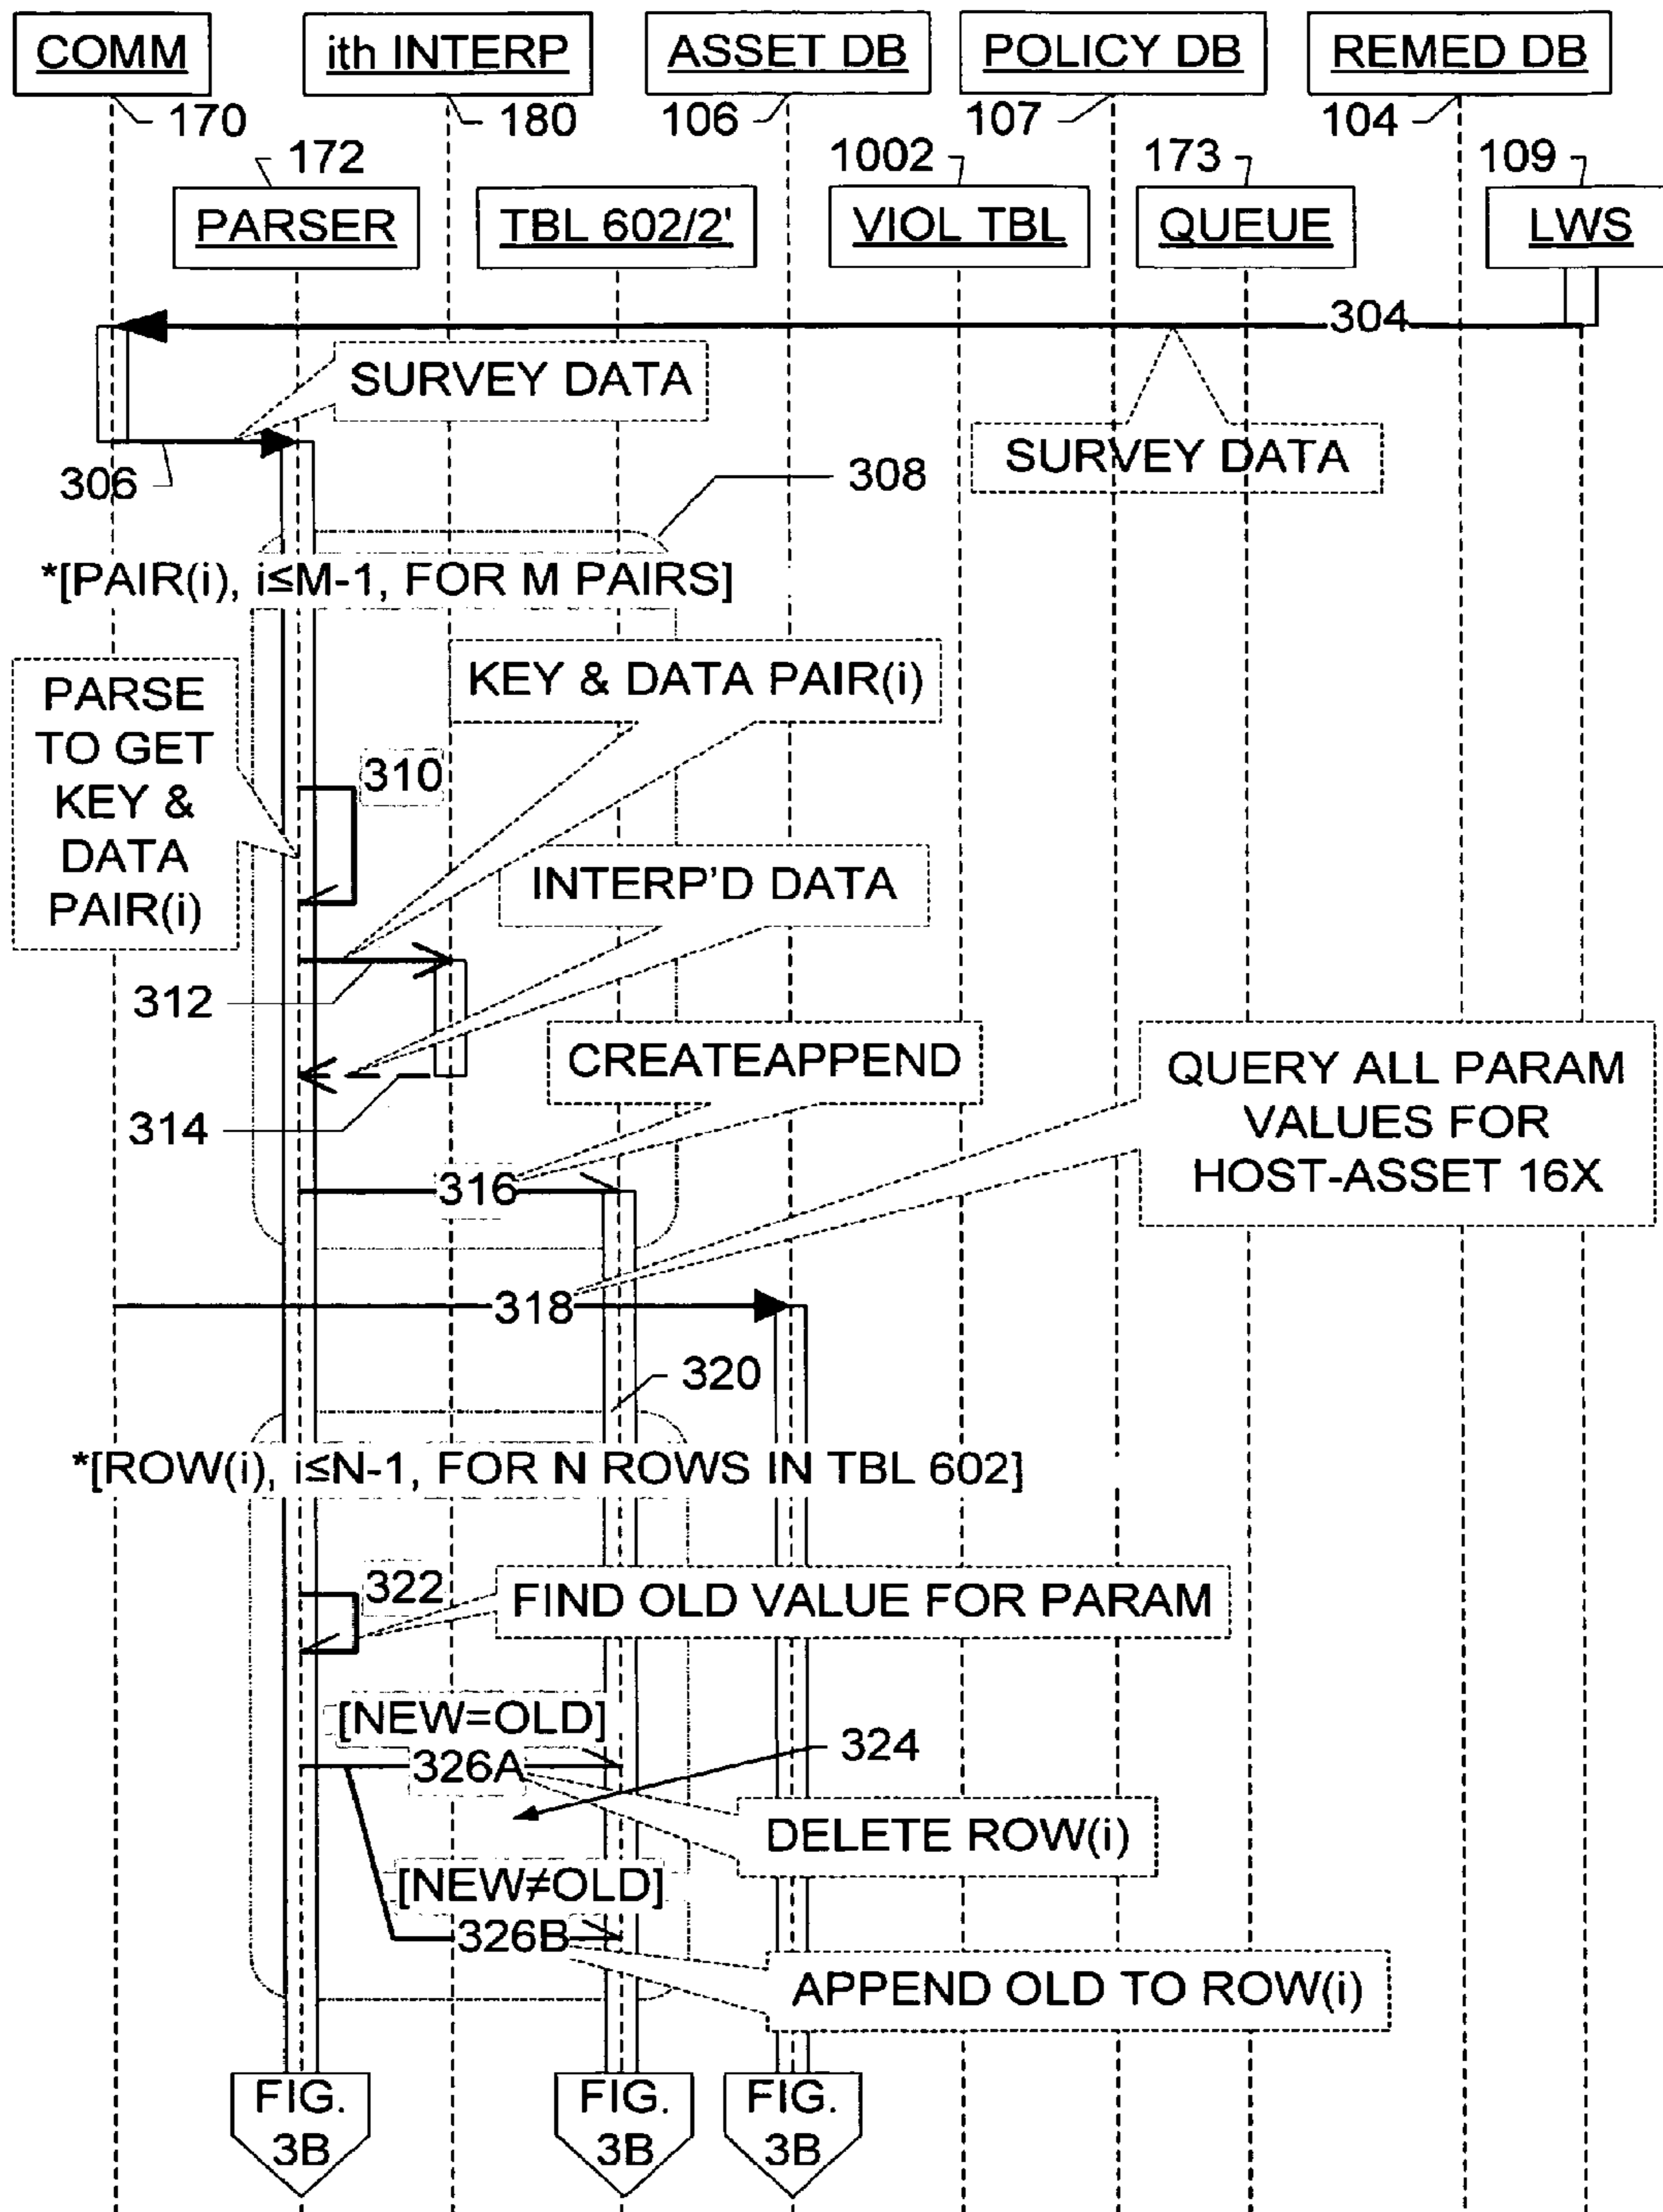 COMM
ith INTERP
ASSET DB
POLICY DB
REMED DB
170
180
106
107
104
172
1002
173
109
PARSER
TBL 602/2'
VIOL TBL
QUEUE
LWS
304
SURVEY DATA
SURVEY DATA
306
308
*[PAIR(i), i≤M-1, FOR M PAIRS]
KEY & DATA PAIR(i)
PARSE
TO GET
KEY &
DATA
PAIR(i)
310
INTERP'D DATA
312
CREATEAPPEND
QUERY ALL PARAM
VALUES FOR
HOST-ASSET 16X
314
316
318
320
*[ROW(i), i≤N-1, FOR N ROWS IN TBL 602]
322
FIND OLD VALUE FOR PARAM
[NEW=OLD]
326A
324
DELETE ROW(i)
[NEW≠OLD]
326B
APPEND OLD TO ROW(i)
FIG.
3B
FIG.
3B
FIG.
3B